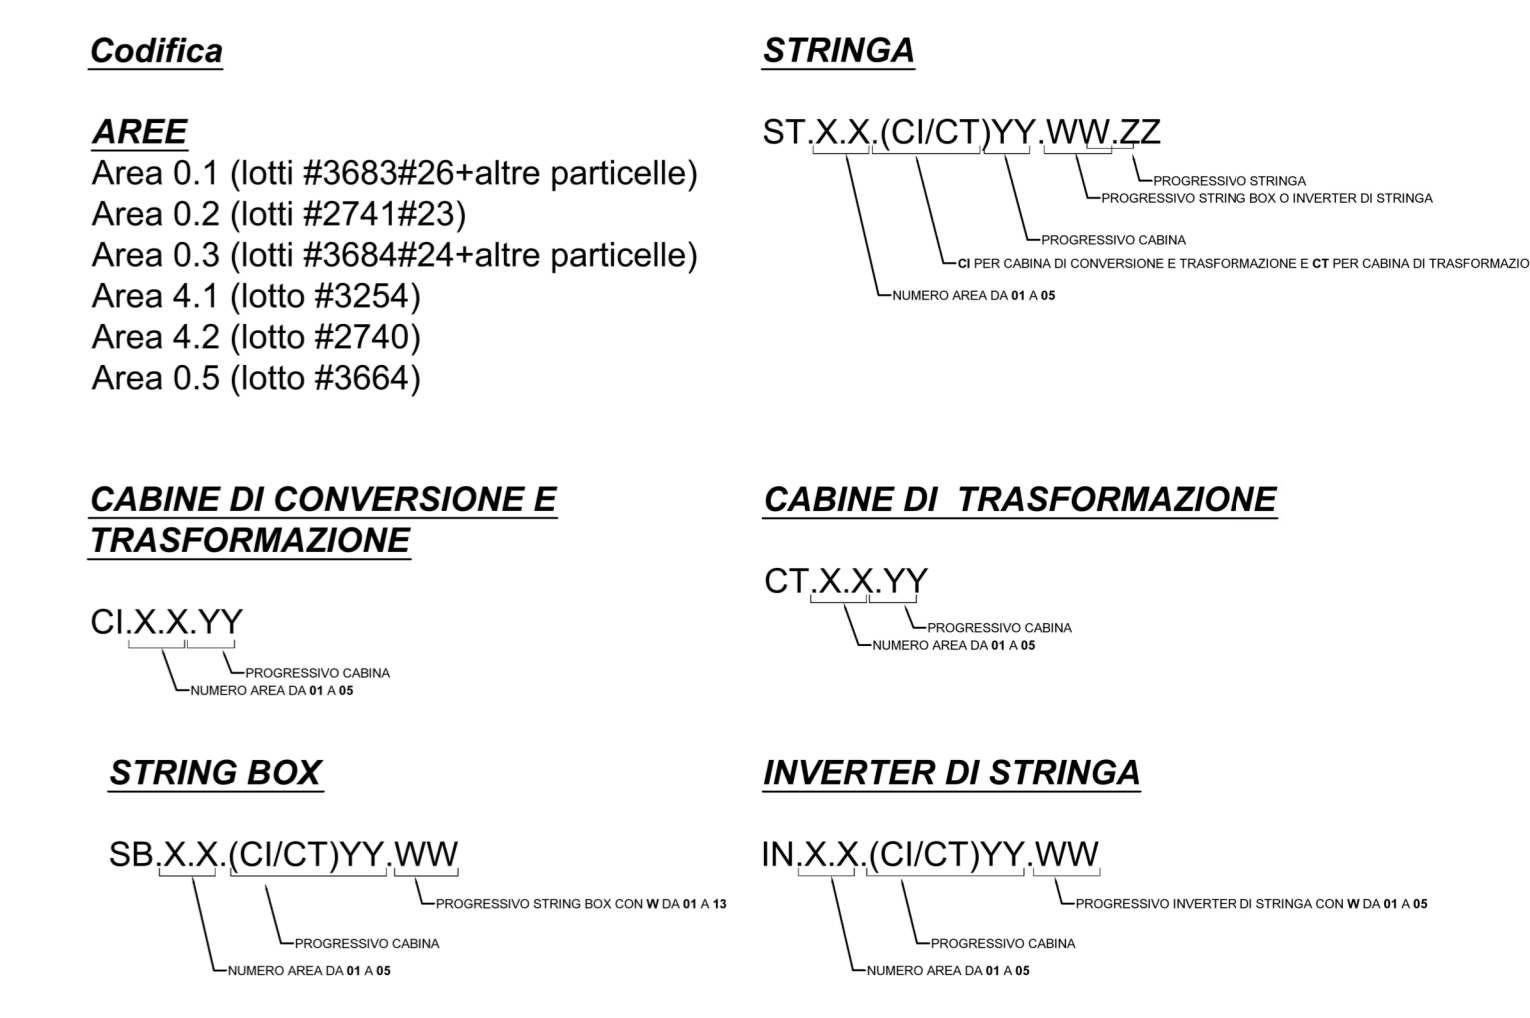 Codifica
AREE
Area 0.1 (lotti #3683#26+altre particelle)
Area 0.2 (lotti #2741#23)
Area 0.3 (lotti #3684#24+altre particelle)
Area 4.1 (lotto #3254)
Area 4.2 (lotto #2740)
Area 0.5 (lotto #3664)
STRINGA
ST.X.X.(CI/CT)YY.WW.ZZ
PROGRESSIVO STRINGA
PROGRESSIVO STRING BOX O INVERTER DI STRINGA
PROGRESSIVO CABINA
CI PER CABINA DI CONVERSIONE E TRASFORMAZIONE E CT PER CABINA DI TRASFORMAZIO
NUMERO AREA DA 01 A 05
CABINE DI CONVERSIONE E
TRASFORMAZIONE
CI.X.X.YY
PROGRESSIVO CABINA
NUMERO AREA DA 01 A 05
CABINE DI  TRASFORMAZIONE
CT.X.X.YY
PROGRESSIVO CABINA
NUMERO AREA DA 01 A 05
STRING BOX
SB.X.X.(CI/CT)YY.WW
PROGRESSIVO STRING BOX CON W DA 01 A 13
PROGRESSIVO CABINA
NUMERO AREA DA 01 A 05
INVERTER DI STRINGA
IN.X.X.(CI/CT)YY.WW
PROGRESSIVO INVERTER DI STRINGA CON W DA 01 A 05
PROGRESSIVO CABINA
NUMERO AREA DA 01 A 05